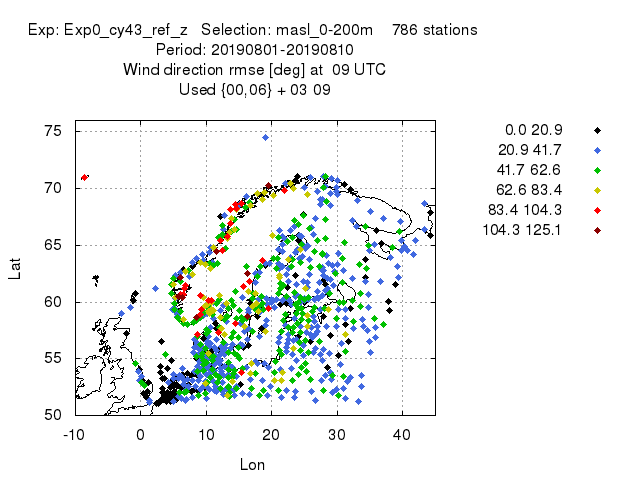 Exp: Exp0_cy43_ref_z Selection: masl_0-200m 786 stations
Period: 20190801-20190810
Wind direction rmse [deg] at 09 UTC
Used {00,06} + 03 09
0.0 20.9
20.9 41.7
41.7 62.6
62.6 83.4
83.4 104.3
104.3 125.1
75
70
65
60
55
50
Lat
-10 0 10 20 30 40
Lon